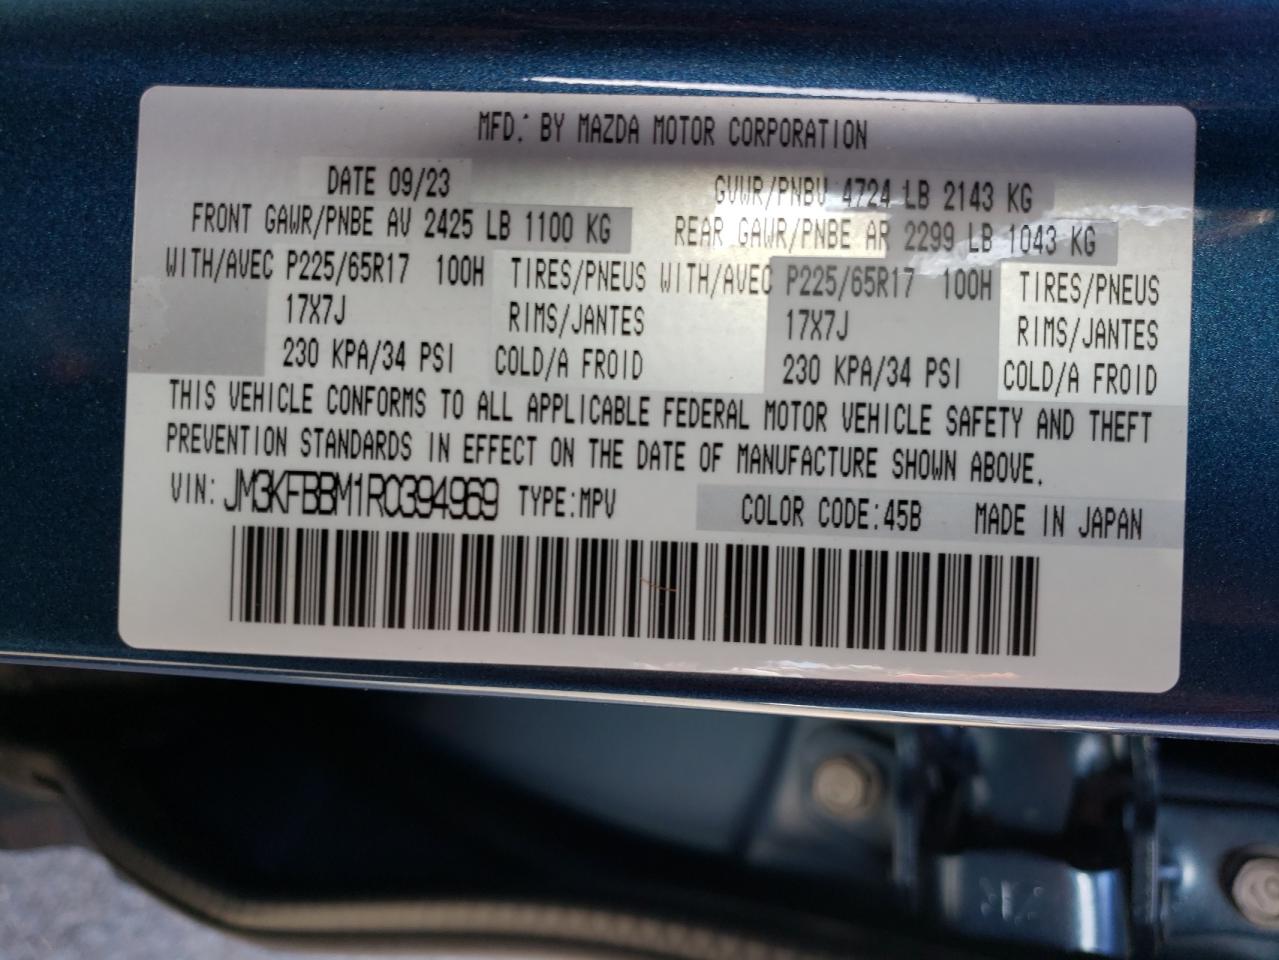 MFD. BY MAZDA MOTOR CORPORATION
DATE 09/23 GVWR/PNBV 4724 LB 2143 KG
FRONT GAWR/PNBE AV 2425 LB 1100 KG REAR GAWR/PNBE AR 2299 LB 1043 KG
WITH/AVEC P225/65R17 100H TIRES/PNEUS WITH/AVEC P225/65R17 100H TIRES/PNEUS
17X7J RIMS/JANTES 17X7J RIMS/JANTES
230 KPA/34 PSI COLD/A FROID 230 KPA/34 PSI COLD/A FROID
THIS VEHICLE CONFORMS TO ALL APPLICABLE FEDERAL MOTOR VEHICLE SAFETY AND THEFT
PREVENTION STANDARDS IN EFFECT ON THE DATE OF MANUFACTURE SHOWN ABOVE.
VIN: JM3KFBBM1R0394969 TYPE:MPV COLOR CODE:45B MADE IN JAPAN